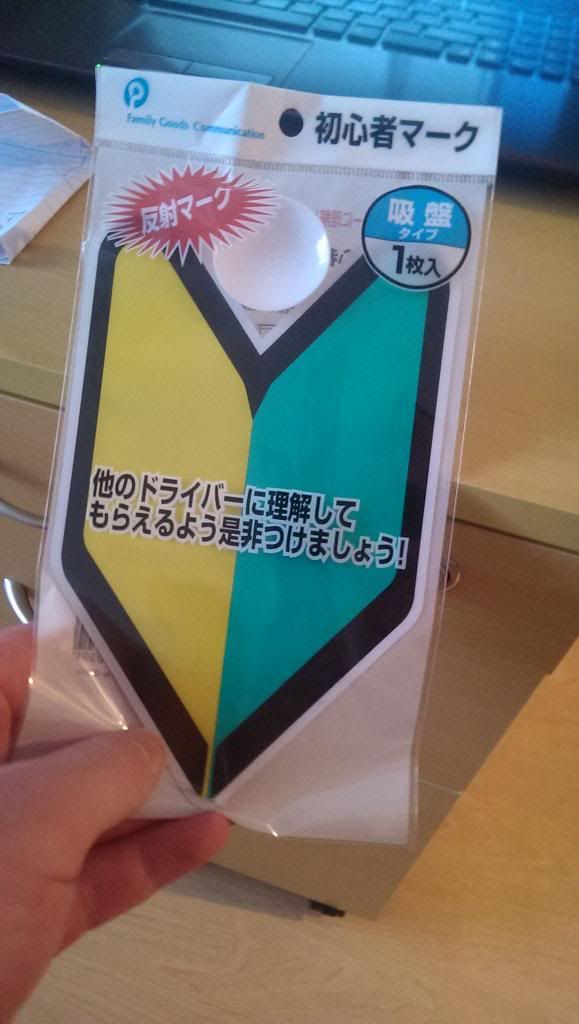 Family Goods Communication
初心者マーク
反射マーク
吸盤
タイプ
1枚入
他のドライバーに理解して
もらえるよう是非つけましょう!